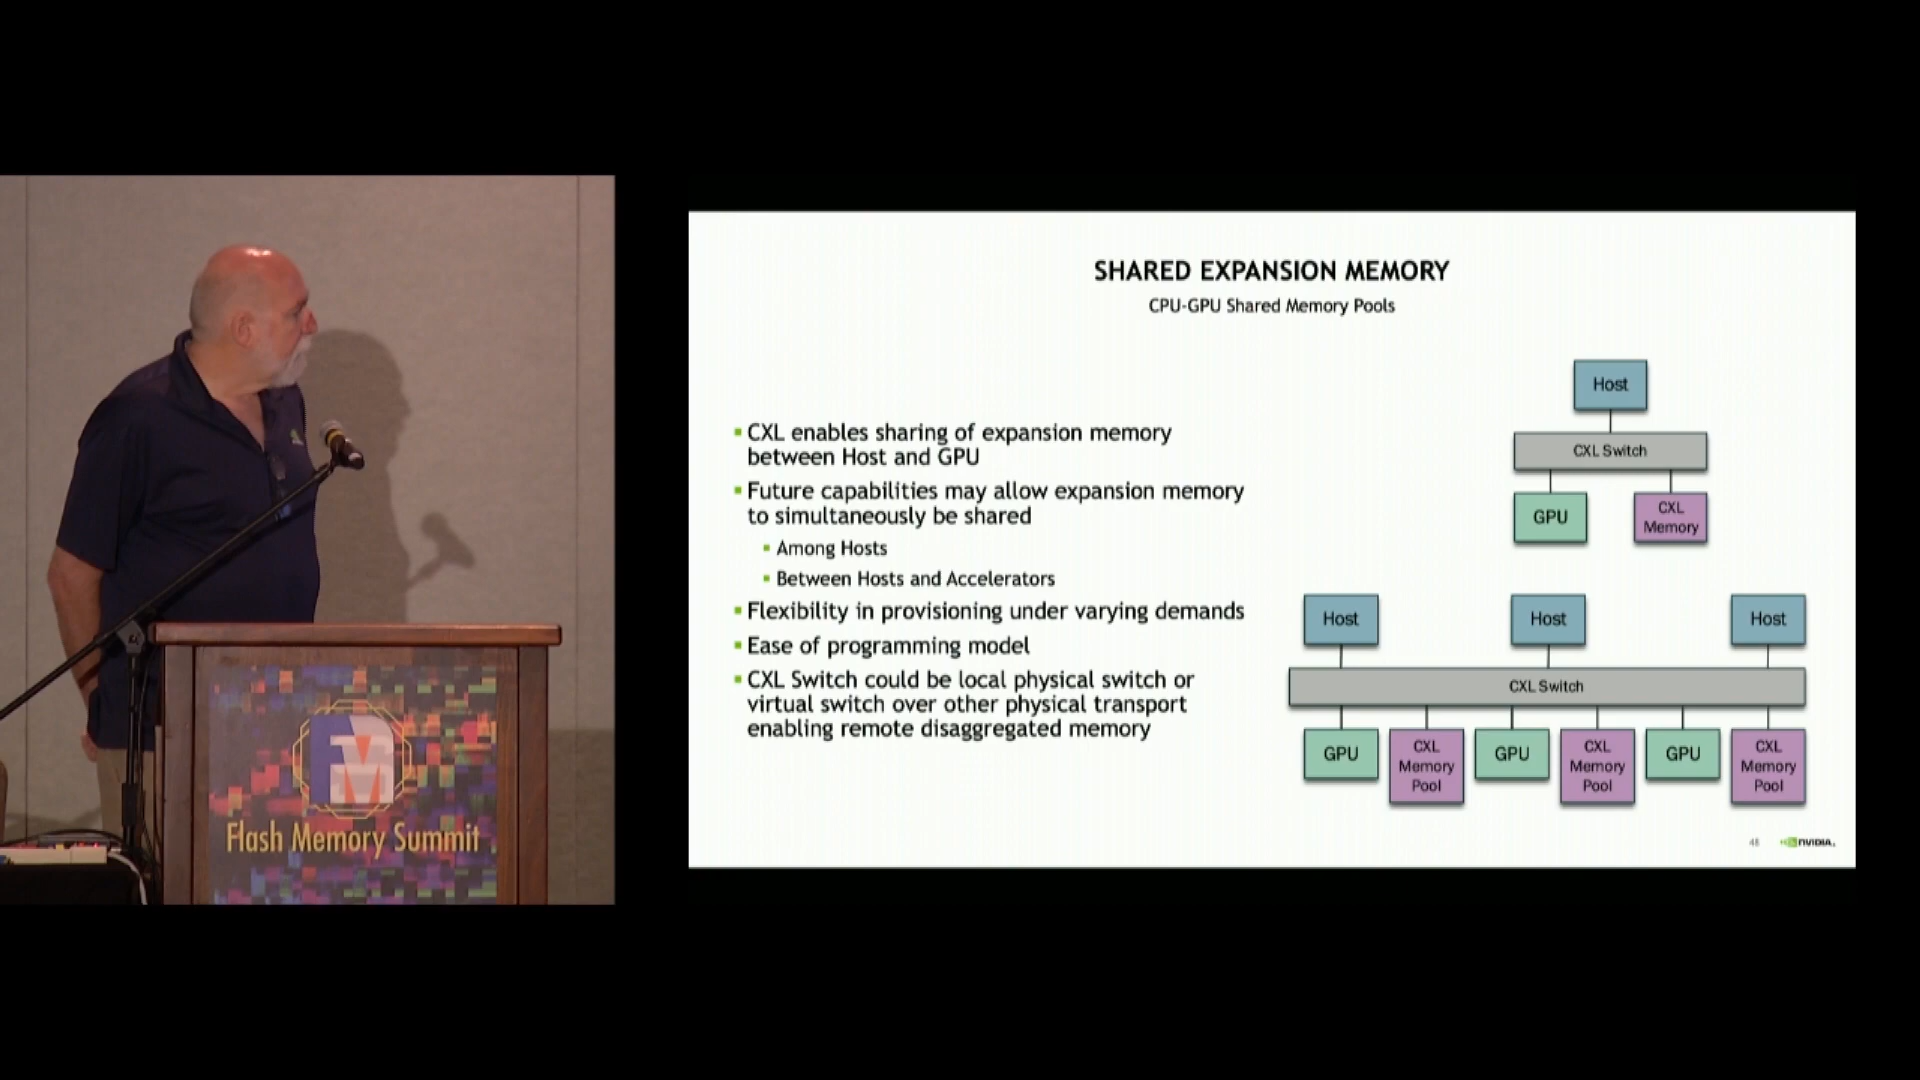 SHARED EXPANSION MEMORY
CPU-GPU Shared Memory Pools
CXL enables sharing of expansion memory
between Host and GPU
Future capabilities may allow expansion memory
to simultaneously be shared
Among Hosts
Between Hosts and Accelerators
Flexibility in provisioning under varying demands
Ease of programming model
CXL Switch could be local physical switch or
virtual switch over other physical transport
enabling remote disaggregated memory
Host
CXL Switch
GPU
CXL
Memory
Host
Host
Host
CXL Switch
GPU
CXL
Memory
Pool
GPU
CXL
Memory
Pool
GPU
CXL
Memory
Pool
NVIDIA.
Flash Memory Summit